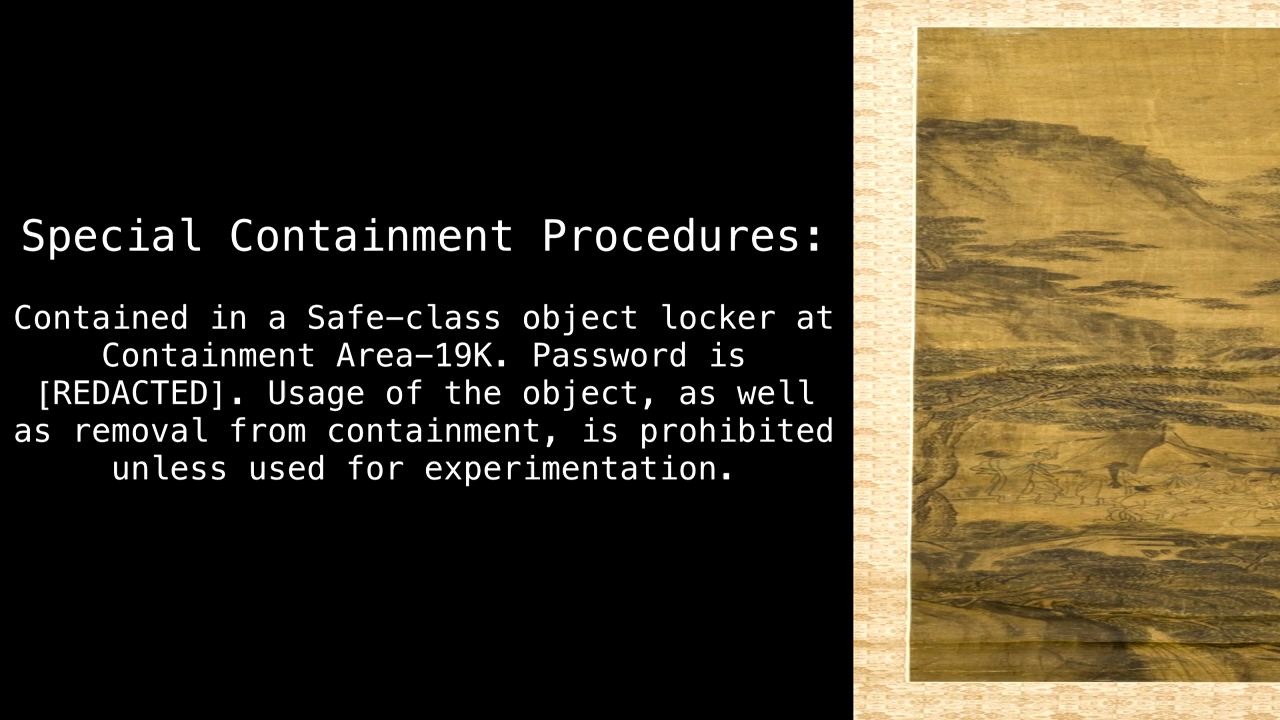 Special Containment Procedures:
Contained in a Safe-class object locker at
Containment Area-19K. Password is
[REDACTED]. Usage of the object, as well
as removal from containment, is prohibited
unless used for experimentation.